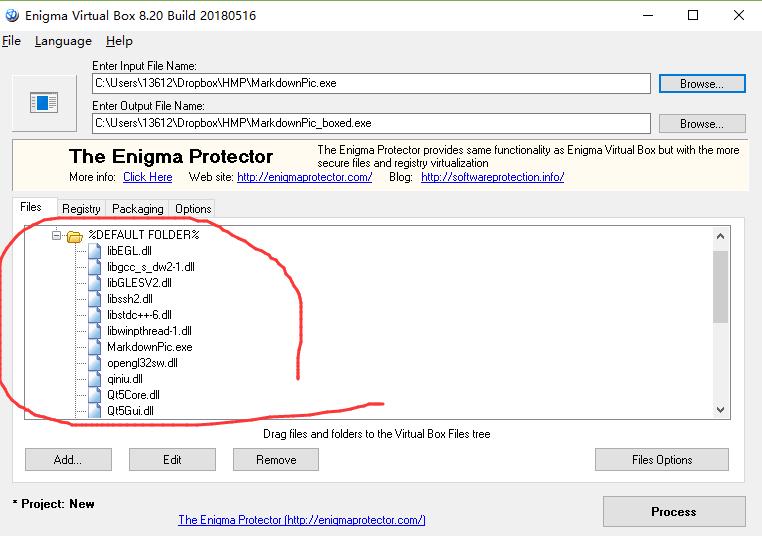 Enigma Virtual Box 8.20 Build 20180516
File Language Help
Enter Input File Name:
C:\Users\13612\Dropbox\HMP\MarkdownPic.exe
Browse...
Enter Output File Name:
C:\Users\13612\Dropbox\HMP\MarkdownPic_boxed.exe
Browse...
The Enigma Protector
The Enigma Protector provides same functionality as Enigma Virtual Box but with the more
secure files and registry virtualization
More info: Click Here Web site: http://enigmaprotector.com/ Blog: http://softwareprotection.info/
Files Registry Packaging Options
%DEFAULT FOLDER%
libEGL.dll
libgcc_s_dw2-1.dll
libGLESV2.dll
libssh2.dll
libstdc++-6.dll
libwinpthread-1.dll
MarkdownPic.exe
opengl32sw.dll
qiniu.dll
Qt5Core.dll
Qt5Gui.dll
Drag files and folders to the Virtual Box Files tree
Add... Edit Remove Files Options
* Project: New
The Enigma Protector (http://enigmaprotector.com/)
Process